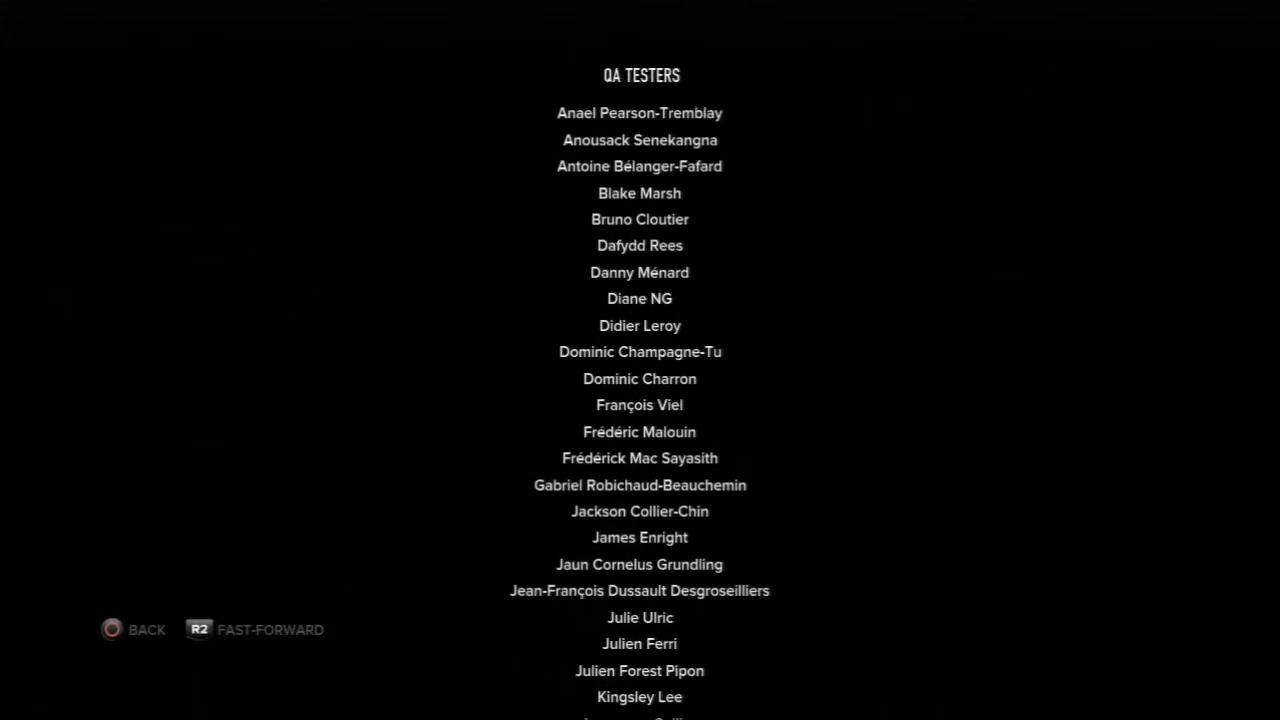 QA TESTERS
Anael Pearson-Tremblay
Anousack Senekangna
Antoine Bélanger-Fafard
Blake Marsh
Bruno Cloutier
Dafydd Rees
Danny Ménard
Diane NG
Didier Leroy
Dominic Champagne-Tu
Dominic Charron
François Viel
Frédéric Malouin
Frédérick Mac Sayasith
Gabriel Robichaud-Beauchemin
Jackson Collier-Chin
James Enright
Jaun Cornelus Grundling
Jean-François Dussault Desgroseilliers
Julie Ulric
BACK R2 FAST-FORWARD
Julien Ferri
Julien Forest Pipon
Kingsley Lee